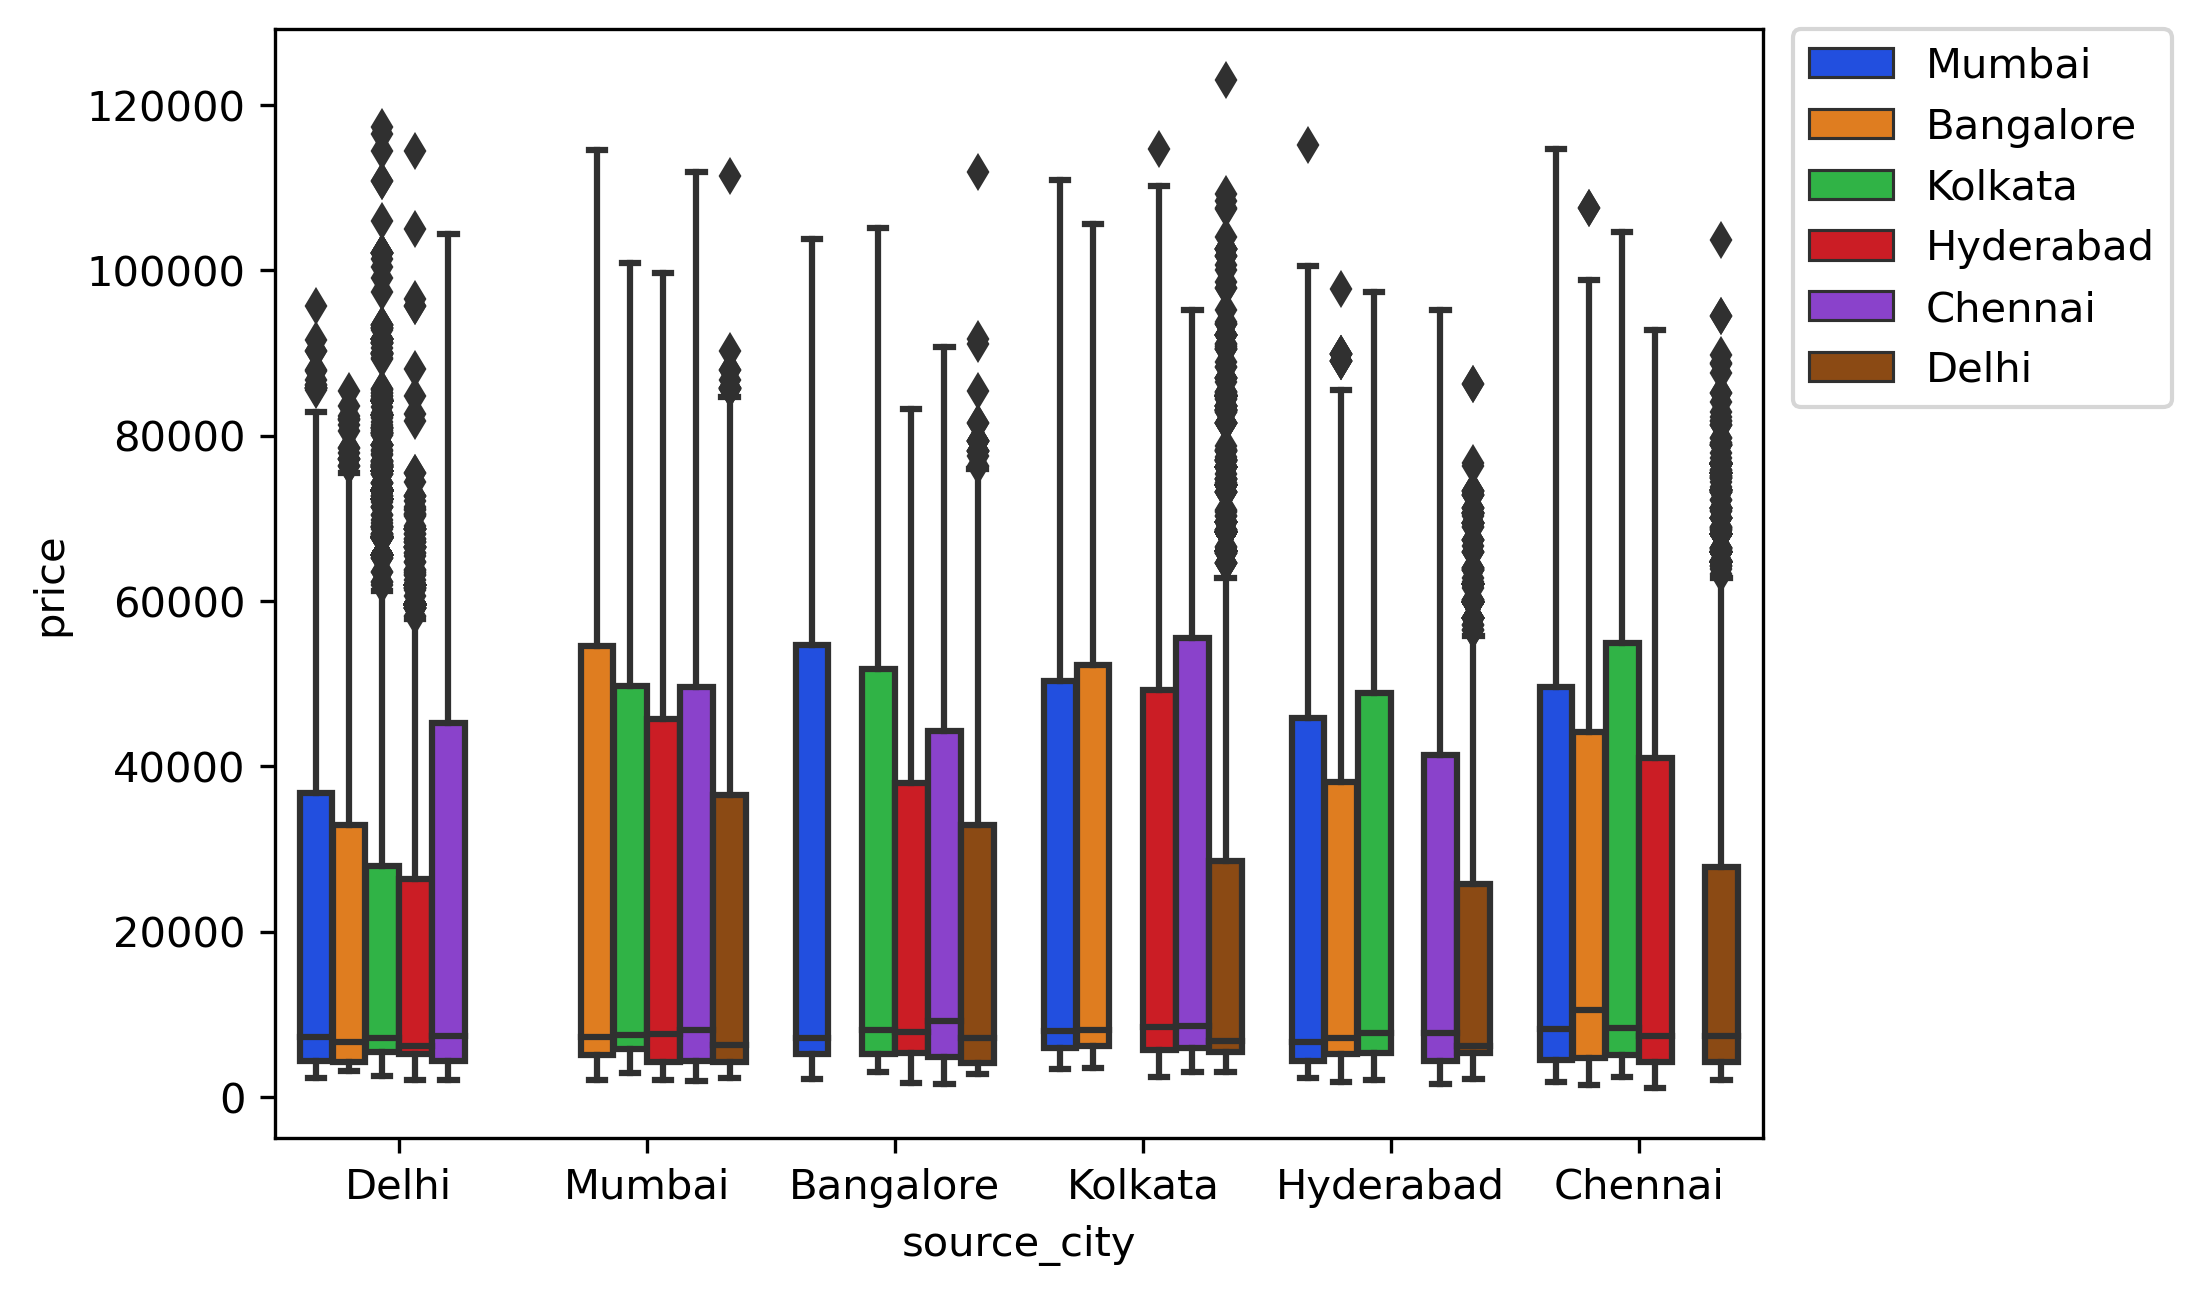 120000
100000
80000
60000
40000
20000
0
price
Delhi
Mumbai
Bangalore
Kolkata
Hyderabad
Chennai
source_city
Mumbai
Bangalore
Kolkata
Hyderabad
Chennai
Delhi